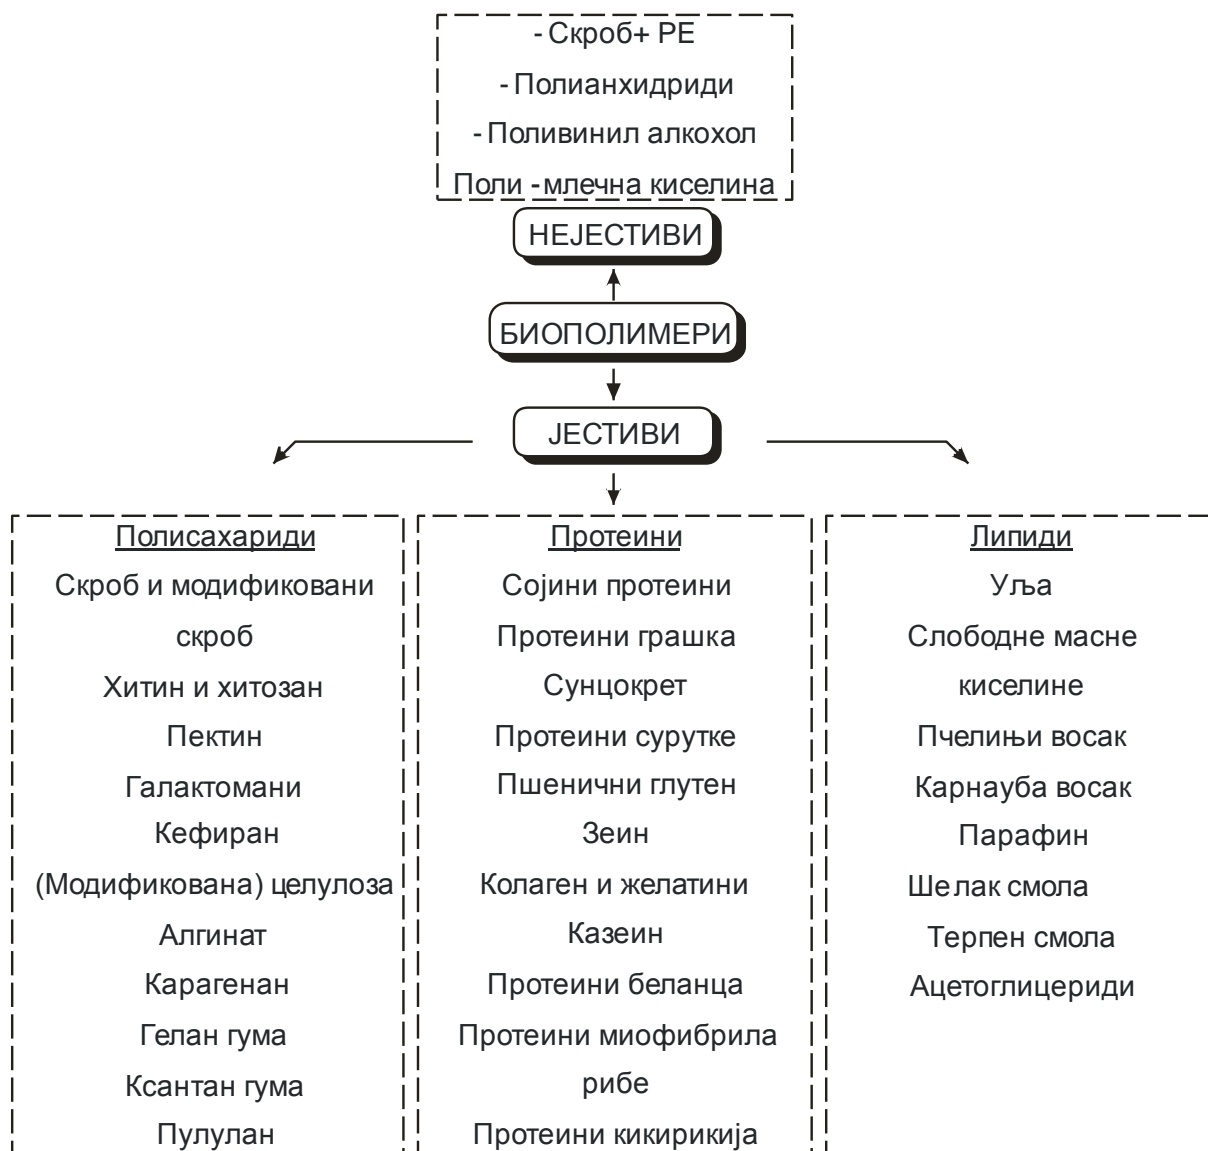 - Скроб+ PE
- Полианхидриди
- Поливинил алкохол
Поли -млечна киселина
НЕЈЕСТИВИ
БИОПОЛИМЕРИ
ЈЕСТИВИ
Полисахариди
Скроб и модификовани
скроб
Хитин и хитозан
Пектин
Галактомани
Кефиран
(Модификована) целулоза
Алгинат
Карагенан
Гелан гума
Ксантан гума
Пулулан
Протеини
Сојини протеини
Протеини грашка
Сунцокрет
Протеини сурутке
Пшенични глутен
Зеин
Колаген и желатини
Казеин
Протеини беланца
Протеини миофибрила
рибе
Протеини кикирикија
Липиди
Уља
Слободне масне
киселине
Пчелињи восак
Карнауба восак
Парафин
Шелак смола
Терпен смола
Ацетоглицериди